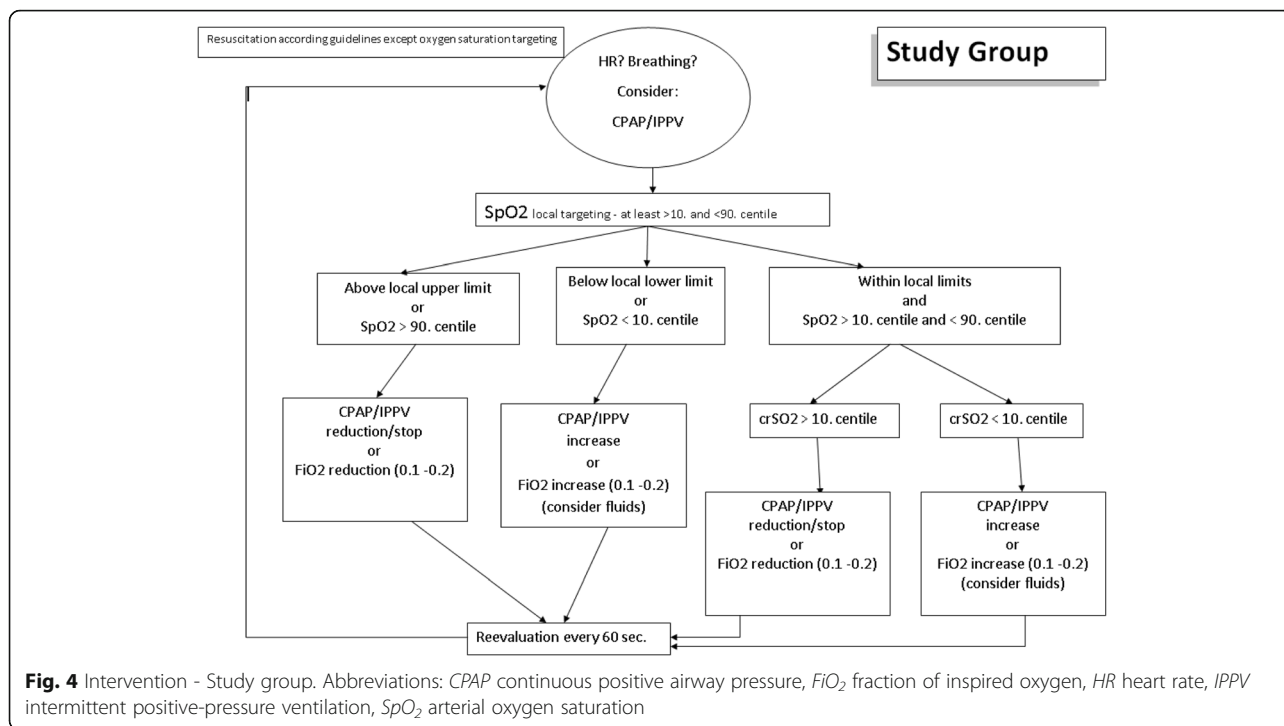 Resuscitation according guidelines except oxygen saturation targeting
Study Group
HR? Breathing?
Consider:
CPAP/IPPV
SpO2 local targeting - at least >10. and <90. centile
Above local upper limit
or
SpO2 > 90. centile
Below local lower limit
or
SpO2 < 10. centile
Within local limits
and
SpO2 > 10. centile and < 90. centile
CPAP/IPPV
reduction/stop
or
FiO2 reduction (0.1 -0.2)
CPAP/IPPV
increase
or
FiO2 increase (0.1 -0.2)
(consider fluids)
crSO2 > 10. centile
crSO2 < 10. centile
CPAP/IPPV
reduction/stop
or
FiO2 reduction (0.1 -0.2)
CPAP/IPPV
increase
or
FiO2 increase (0.1 -0.2)
(consider fluids)
Reevaluation every 60 sec.
Fig. 4 Intervention - Study group. Abbreviations: CPAP continuous positive airway pressure, FiO₂ fraction of inspired oxygen, HR heart rate, IPPV
intermittent positive-pressure ventilation, SpO₂ arterial oxygen saturation